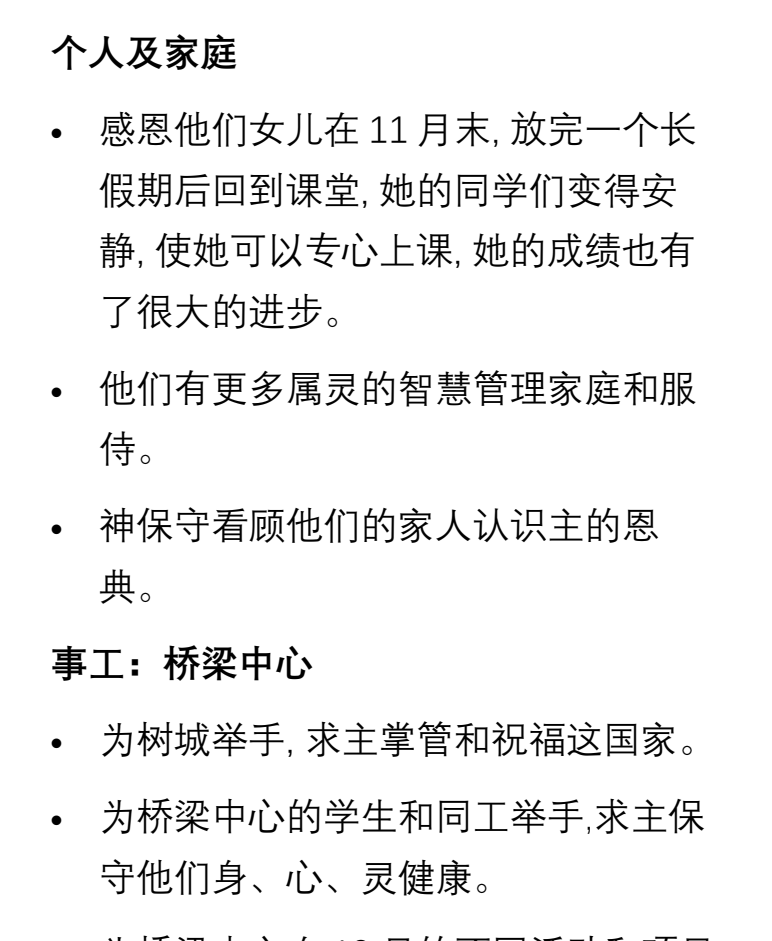 个人及家庭
• 感恩他们女儿在 11 月末, 放完一个长
假期后回到课堂, 她的同学们变得安
静, 使她可以专心上课, 她的成绩也有
了很大的进步。
• 他们有更多属灵的智慧管理家庭和服
侍。
• 神保守看顾他们的家人认识主的恩
典。
事工：桥梁中心
• 为树城举手, 求主掌管和祝福这国家。
• 为桥梁中心的学生和同工举手,求主保
守他们身、心、灵健康。